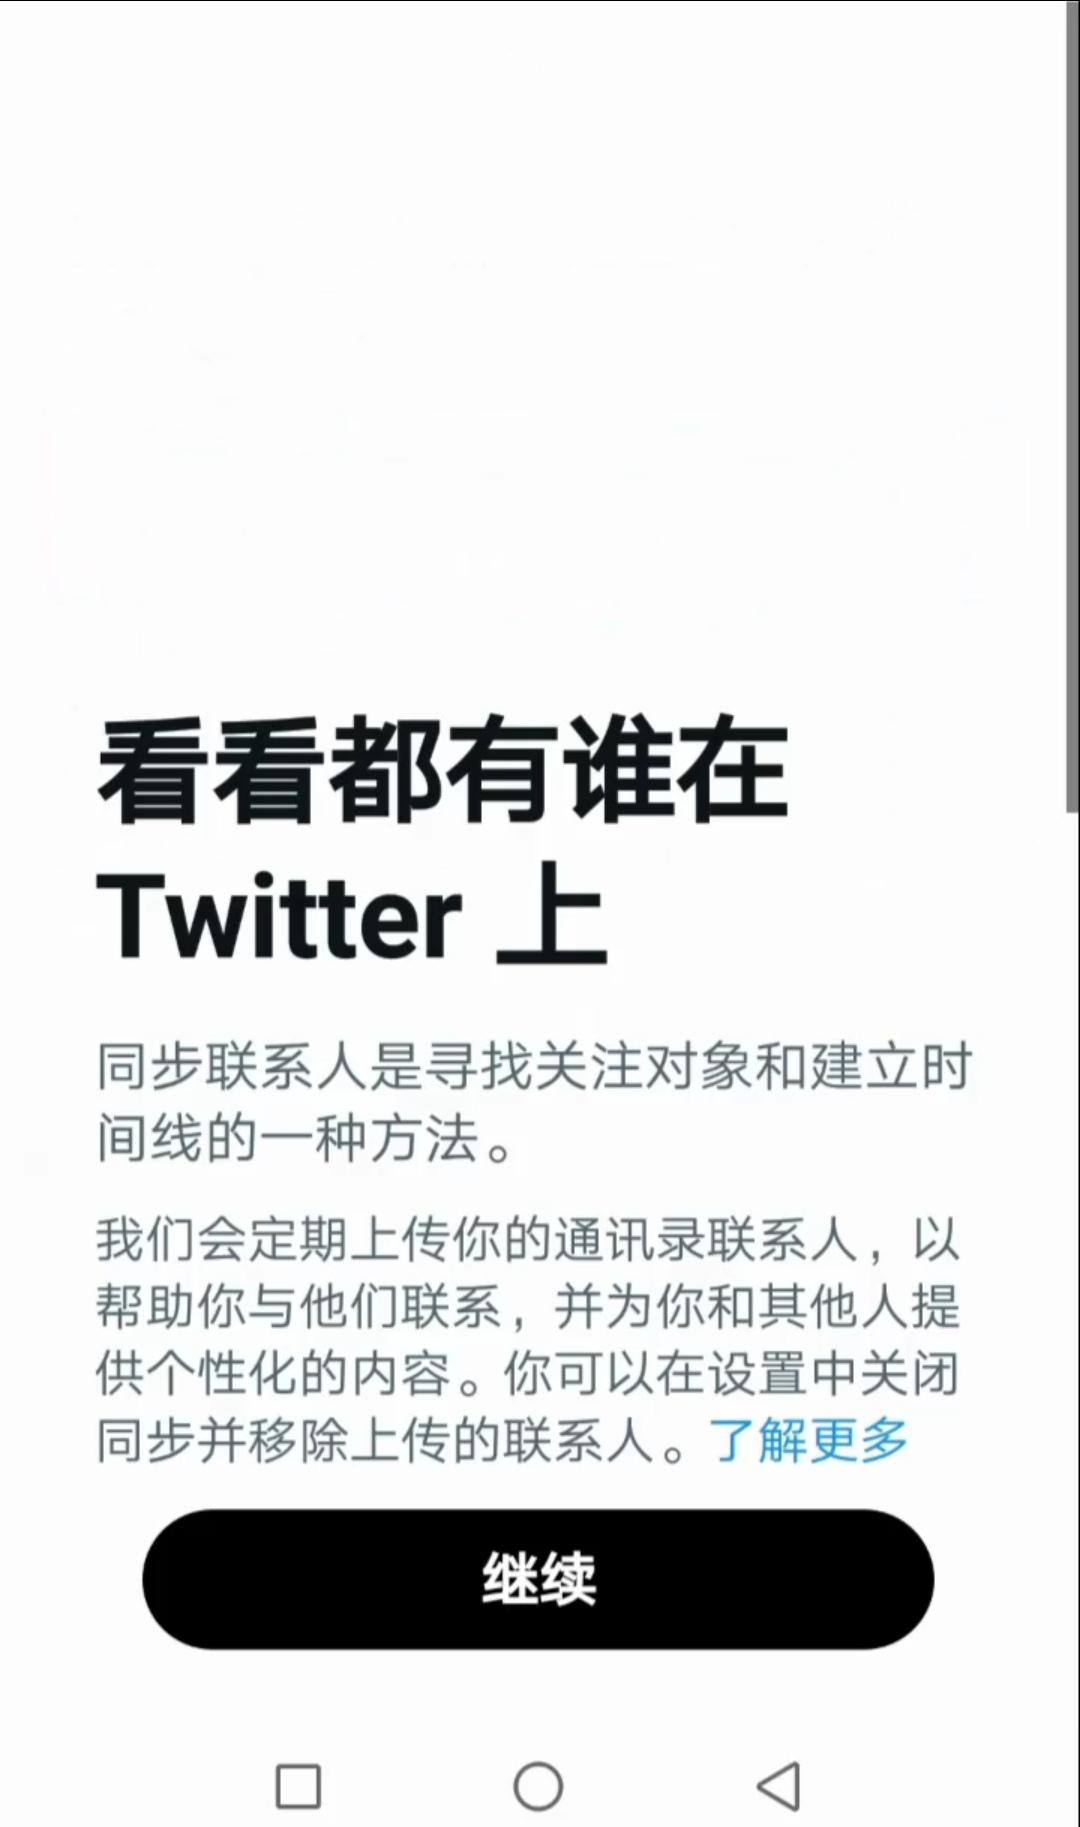 看看都有谁在
Twitter 上
同步联系人是寻找关注对象和建立时
间线的一种方法。
我们会定期上传你的通讯录联系人，以
帮助你与他们联系，并为你和其他人提
供个性化的内容。你可以在设置中关闭
同步并移除上传的联系人。了解更多
继续